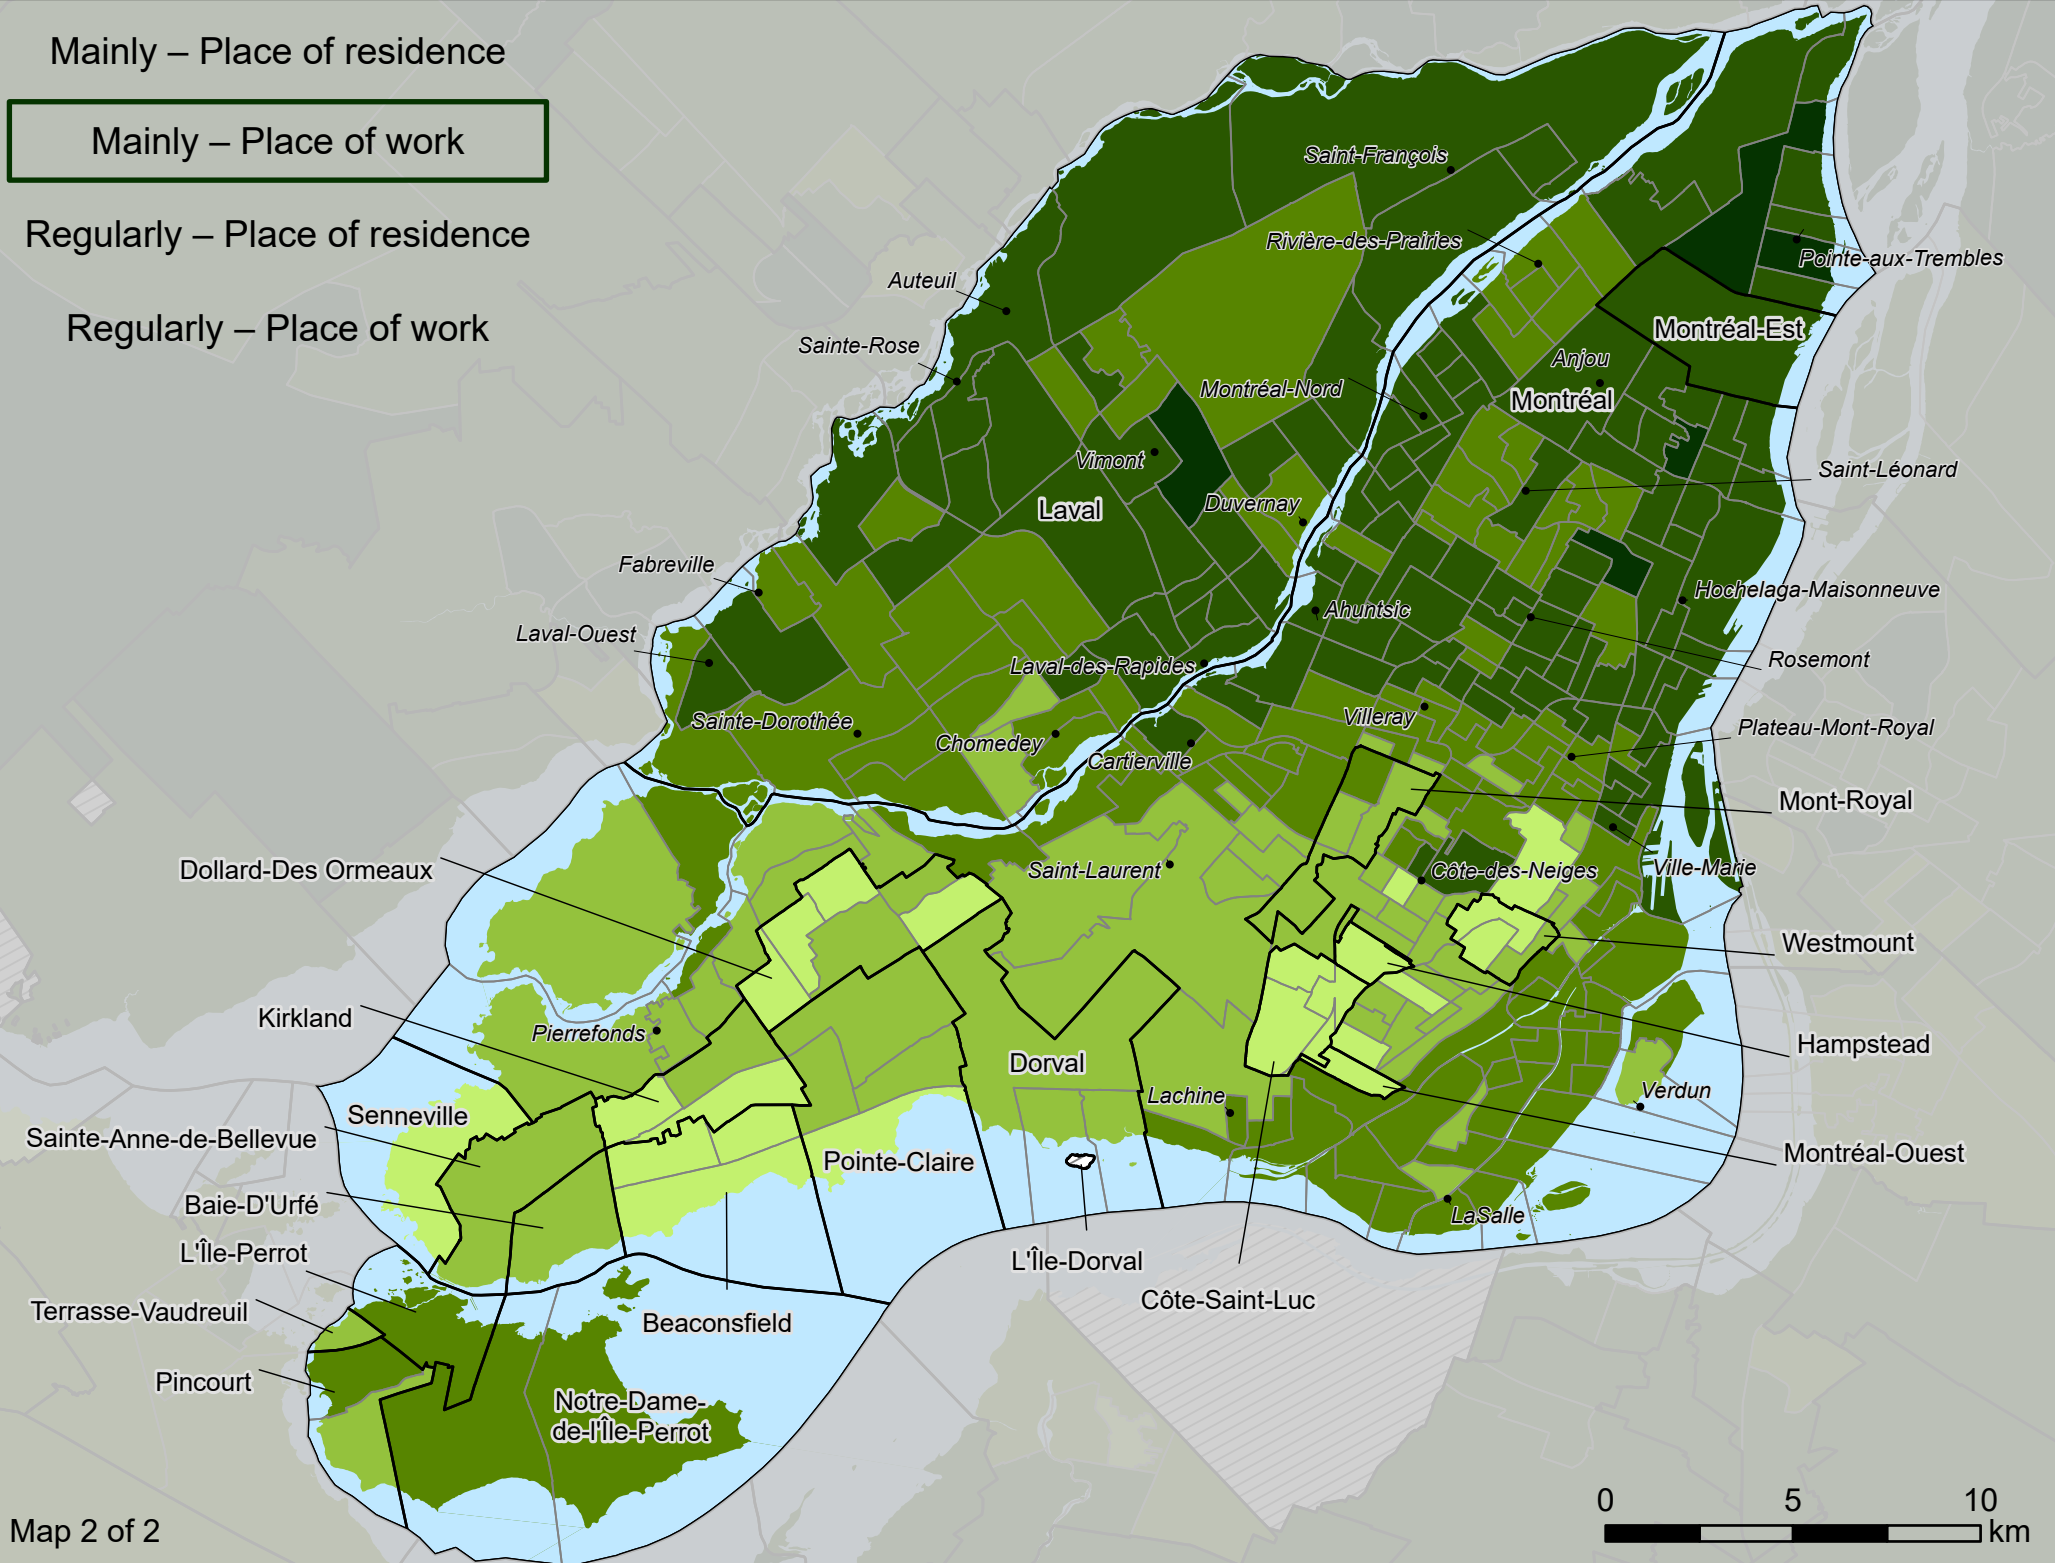 Mainly – Place of residence
Mainly – Place of work
Regularly – Place of residence
Regularly – Place of work
Saint-François
Rivière-des-Prairies
Pointe-aux-Trembles
Auteuil
Montréal-Est
Sainte-Rose
Anjou
Montréal-Nord
Montréal
Vimont
Saint-Léonard
Laval
Duvernay
Fabreville
Hochelaga-Maisonneuve
Ahuntsic
Laval-Ouest
Laval-des-Rapides
Rosemont
Sainte-Dorothée
Villeray
Plateau-Mont-Royal
Chomedey
Cartierville
Mont-Royal
Dollard-Des Ormeaux
Saint-Laurent
Côte-des-Neiges
Ville-Marie
Westmount
Kirkland
Pierrefonds
Hampstead
Dorval
Verdun
Lachine
Senneville
Sainte-Anne-de-Bellevue
Montréal-Ouest
Pointe-Claire
Baie-D'Urfé
LaSalle
L'Île-Perrot
L'Île-Dorval
Côte-Saint-Luc
Terrasse-Vaudreuil
Beaconsfield
Pincourt
Notre-Dame-
de-l'Île-Perrot
0 5 10
km
Map 2 of 2